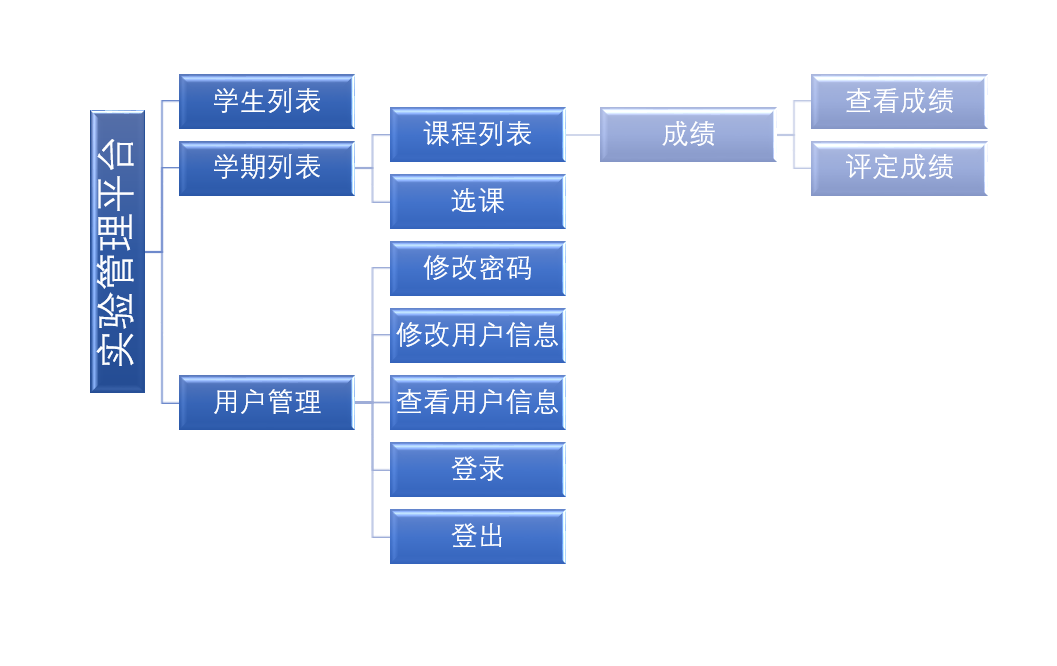 实验管理平台
学生列表
学期列表
课程列表
成绩
查看成绩
评定成绩
选课
用户管理
修改密码
修改用户信息
查看用户信息
登录
登出